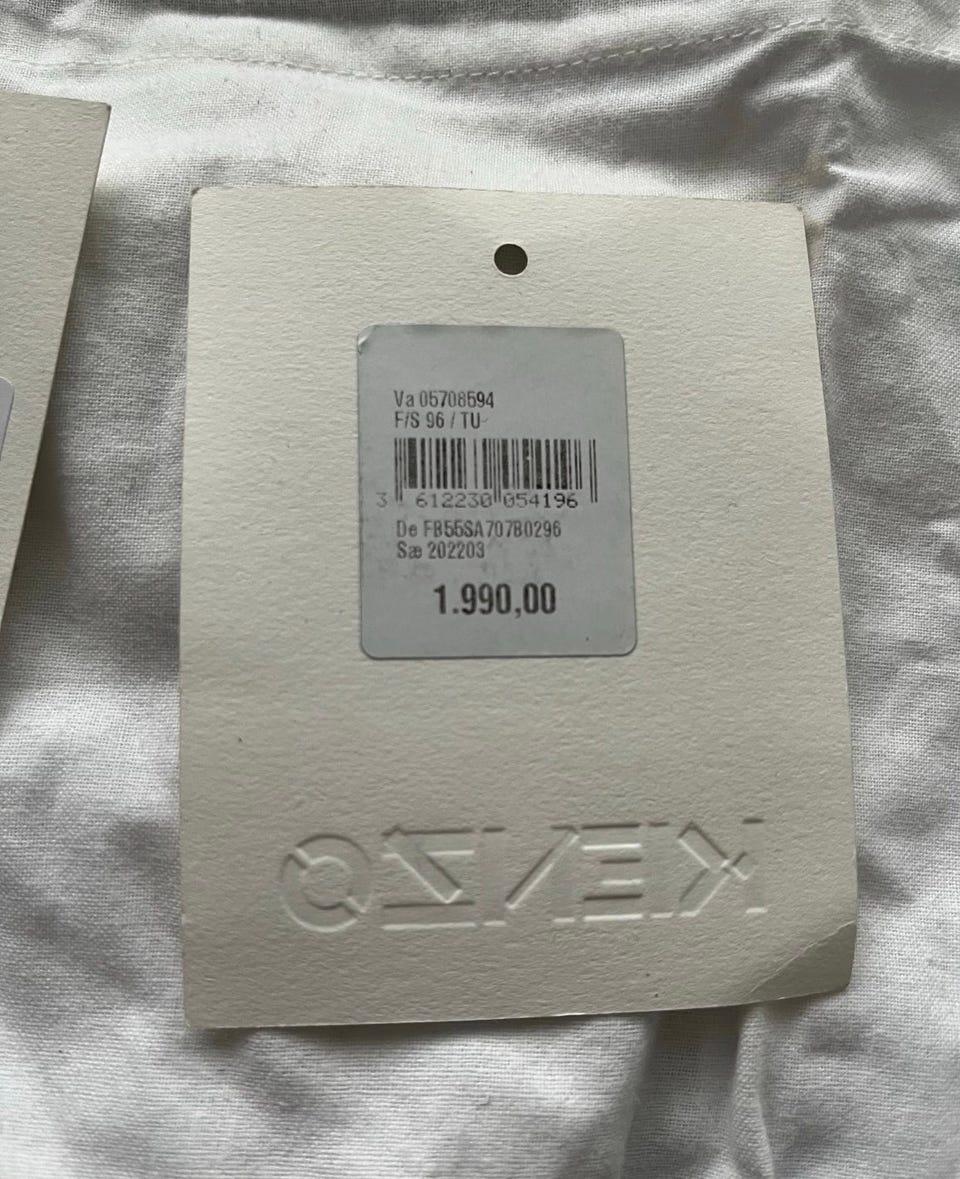 Va 05708594
F/S 96 / TU-
3 612230 054196
De FB55SA707B0296
Sæ 202203
1.990,00
KENZO